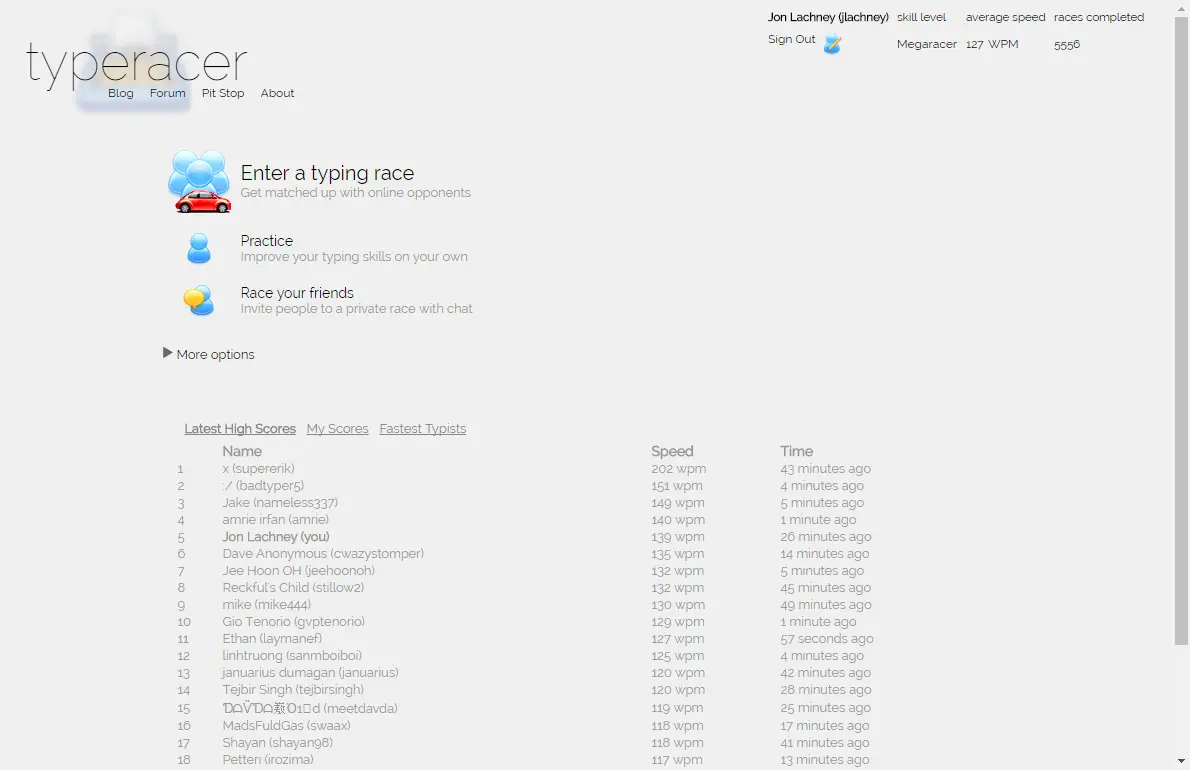 Jon Lachney (jlachney) skill level average speed races completed
Sign Out Megaracer 127 WPM 5556
typeracer
Blog Forum Pit Stop About
Enter a typing race
Get matched up with online opponents
Practice
Improve your typing skills on your own
Race your friends
Invite people to a private race with chat
More options
Latest High Scores My Scores Fastest Typists
Name Speed Time
1 x (supererik) 202 wpm 43 minutes ago
2 :/ (badtyper5) 151 wpm 4 minutes ago
3 Jake (nameless337) 149 wpm 5 minutes ago
4 amrie irfan (amrie) 140 wpm 1 minute ago
5 Jon Lachney (you) 139 wpm 26 minutes ago
6 Dave Anonymous (cwazystomper) 135 wpm 14 minutes ago
7 Jee Hoon OH (jeehoonoh) 132 wpm 5 minutes ago
8 Reckful's Child (stillow2) 132 wpm 45 minutes ago
9 mike (mike444) 130 wpm 49 minutes ago
10 Gio Tenorio (gvptenorio) 129 wpm 1 minute ago
11 Ethan (laymanef) 127 wpm 57 seconds ago
12 linhtruong (sanmboiboi) 125 wpm 4 minutes ago
13 januarius dumagan (januarius) 120 wpm 42 minutes ago
14 Tejbir Singh (tejbirsingh) 120 wpm 28 minutes ago
15 (meetdavda) 119 wpm 25 minutes ago
16 MadsFuldGas (swaax) 118 wpm 17 minutes ago
17 Shayan (shayan98) 118 wpm 41 minutes ago
18 Petteri (irozima) 117 wpm 13 minutes ago